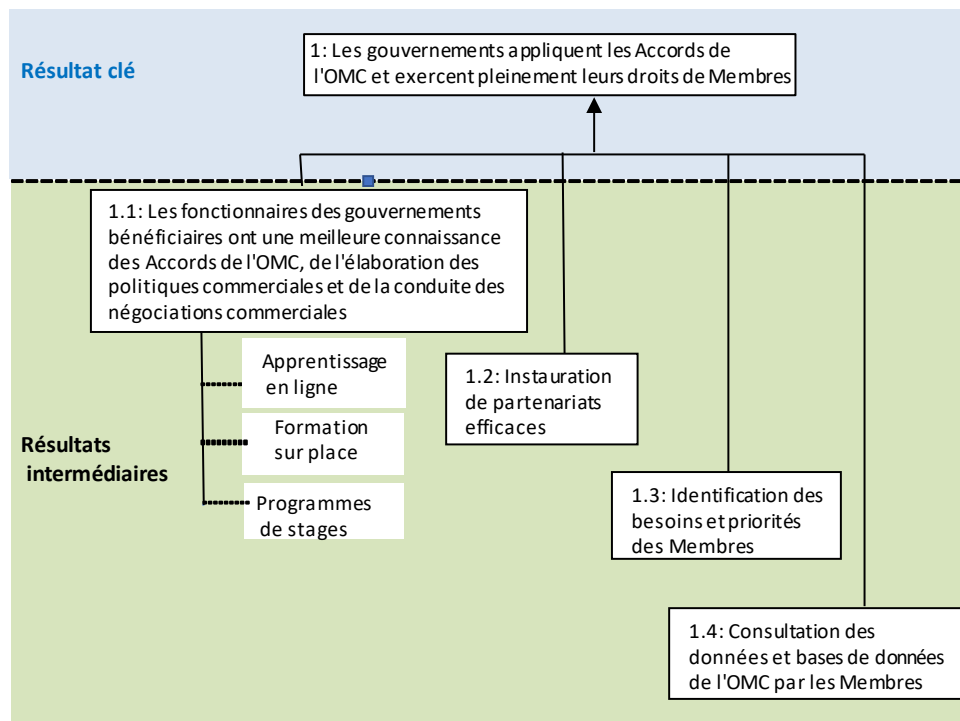 Résultat clé
1: Les gouvernements appliquent les Accords de
l'OMC et exercent pleinement leurs droits de Membres
1.1: Les fonctionnaires des gouvernements
bénéficiaires ont une meilleure connaissance
des Accords de l'OMC, de l'élaboration des
politiques commerciales et de la conduite des
négociations commerciales
Apprentissage
en ligne
Formation
sur place
Programmes
de stages
Résultats
intermédiaires
1.2: Instauration
de partenariats
efficaces
1.3: Identification des
besoins et priorités
des Membres
1.4: Consultation des
données et bases de données
de l'OMC par les Membres